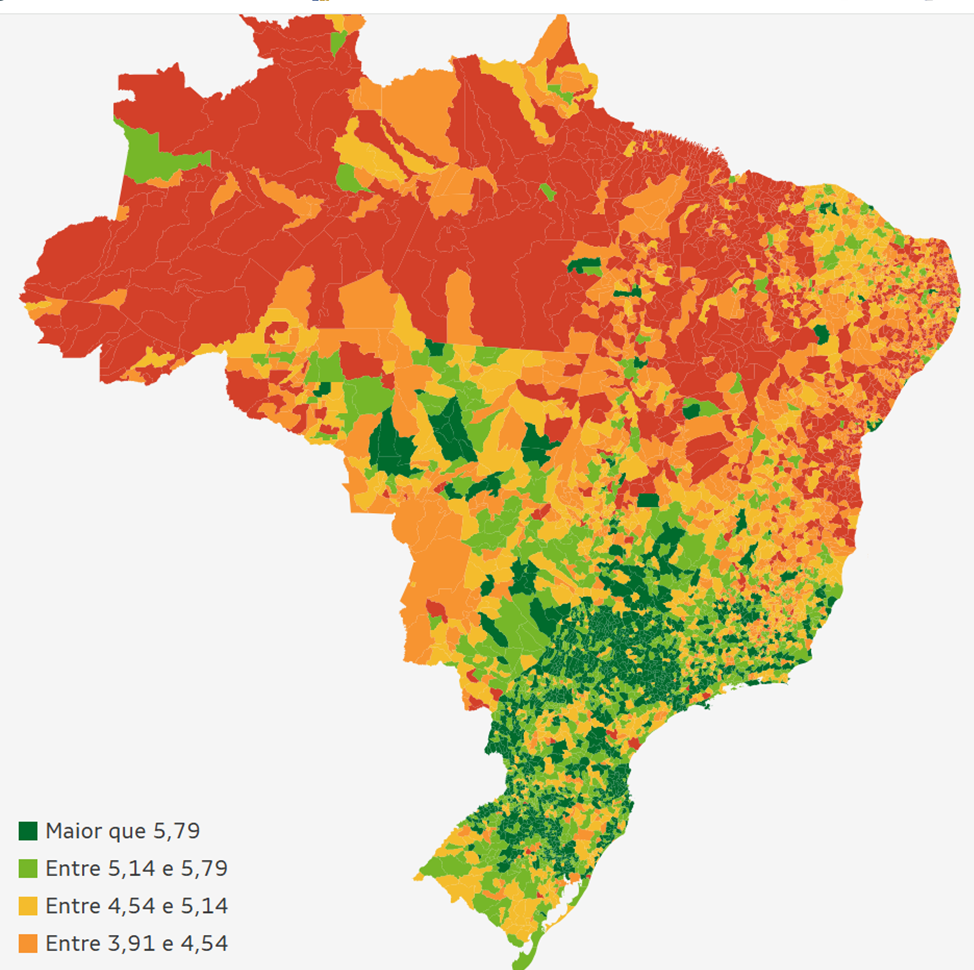 Maior que 5,79
Entre 5,14 e 5,79
Entre 4,54 e 5,14
Entre 3,91 e 4,54